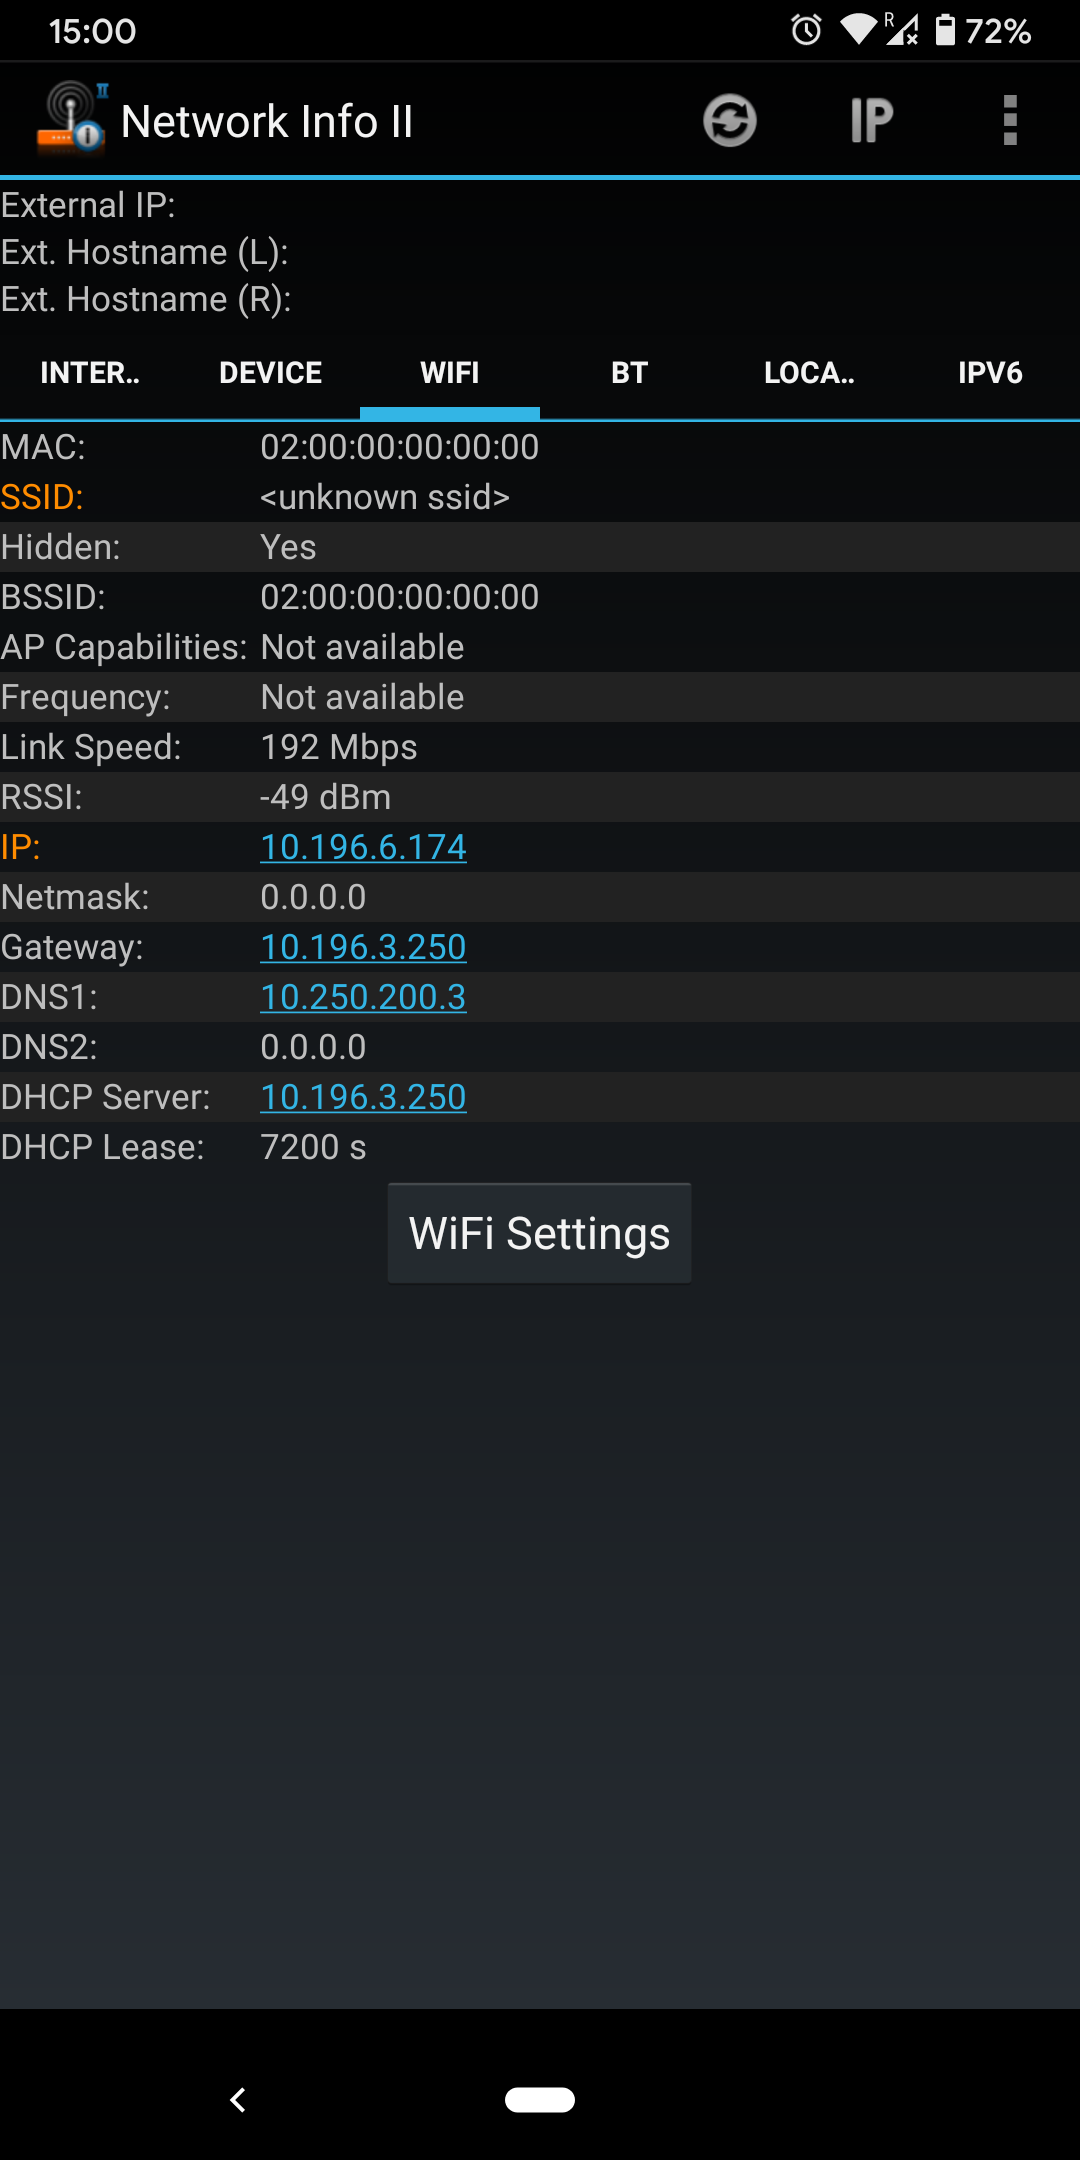 15:00 R 72%
II
Network Info II IP
External IP:
Ext. Hostname (L):
Ext. Hostname (R):
INTER.. DEVICE WIFI BT LOCA.. IPV6
MAC: 02:00:00:00:00:00
SSID: <unknown ssid>
Hidden: Yes
BSSID: 02:00:00:00:00:00
AP Capabilities: Not available
Frequency: Not available
Link Speed: 192 Mbps
RSSI: -49 dBm
IP: 10.196.6.174
Netmask: 0.0.0.0
Gateway: 10.196.3.250
DNS1: 10.250.200.3
DNS2: 0.0.0.0
DHCP Server: 10.196.3.250
DHCP Lease: 7200 s
WiFi Settings